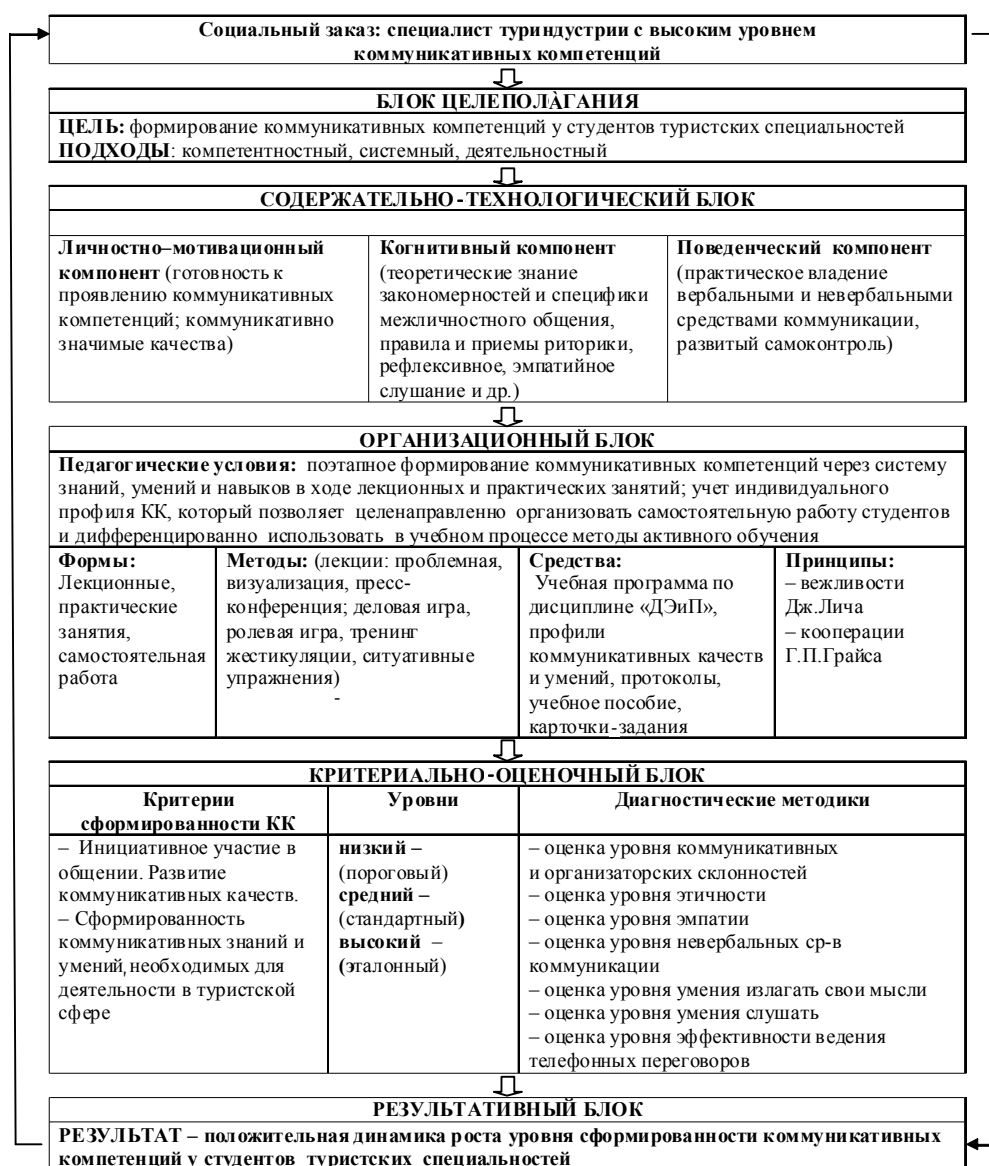 Социальный заказ: специалист туриндустрии с высоким уровнем
коммуникативных компетенций
БЛОК ЦЕЛЕПОЛÀГАНИЯ
ЦЕЛЬ: формирование коммуникативных компетенций у студентов туристских специальностей
ПОДХОДЫ: компетентностный, системный, деятельностный
СОДЕРЖАТЕЛЬНО-ТЕХНОЛОГИЧЕСКИЙ БЛОК
Личностно–мотивационный
компонент (готовность к
проявлению коммуникативных
компетенций; коммуникативно
значимые качества)
Когнитивный компонент
(теоретические знание
закономерностей и специфики
межличностного общения,
правила и приемы риторики,
рефлексивное, эмпатийное
слушание и др.)
Поведенческий компонент
(практическое владение
вербальными и невербальными
средствами коммуникации,
развитый самоконтроль)
ОРГАНИЗАЦИОННЫЙ БЛОК
Педагогические условия: поэтапное формирование коммуникативных компетенций через систему
знаний, умений и навыков в ходе лекционных и практических занятий; учет индивидуального
профиля КК, который позволяет целенаправленно организовать самостоятельную работу студентов
и дифференцированно использовать в учебном процессе методы активного обучения
Формы:
Лекционные,
практические
занятия,
самостоятельная
работа
Методы: (лекции: проблемная,
визуализация, пресс-
конференция; деловая игра,
ролевая игра, тренинг
жестикуляции, ситуативные
упражнения)
-
Средства:
Учебная программа по
дисциплине «ДЭиП»,
профили
коммуникативных качеств
и умений, протоколы,
учебное пособие,
карточки-задания
Принципы:
– вежливости
Дж.Лича
– кооперации
Г.П.Грайса
КРИТЕРИАЛЬНО-ОЦЕНОЧНЫЙ БЛОК
Критерии
сформированности КК
Уровни
Диагностические методики
– Инициативное участие в
общении. Развитие
коммуникативных качеств.
– Сформированность
коммуникативных знаний и
умений, необходимых для
деятельности в туристской
сфере
низкий –
(пороговый)
средний –
(стандартный)
высокий –
(эталонный)
– оценка уровня коммуникативных
и организаторских склонностей
– оценка уровня этичности
– оценка уровня эмпатии
– оценка уровня невербальных ср-в
коммуникации
– оценка уровня умения излагать свои мысли
– оценка уровня умения слушать
– оценка уровня эффективности ведения
телефонных переговоров
РЕЗУЛЬТАТИВНЫЙ БЛОК
РЕЗУЛЬТАТ – положительная динамика роста уровня сформированности коммуникативных
компетенций у студентов туристских специальностей